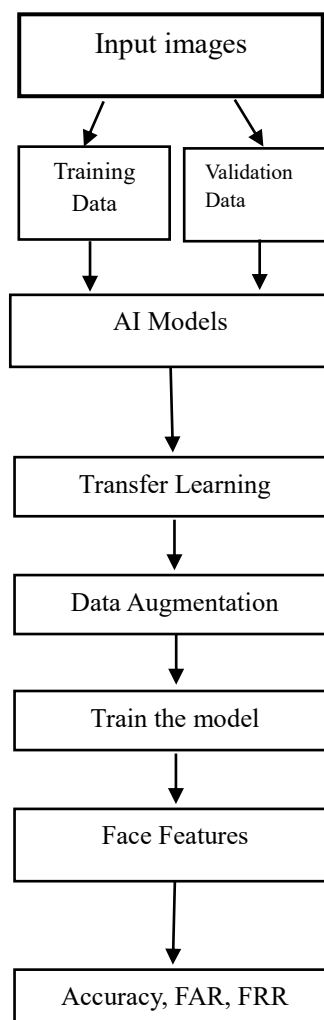 Input images
Training
Data
Validation
Data
AI Models
Transfer Learning
Data Augmentation
Train the model
Face Features
Accuracy, FAR, FRR